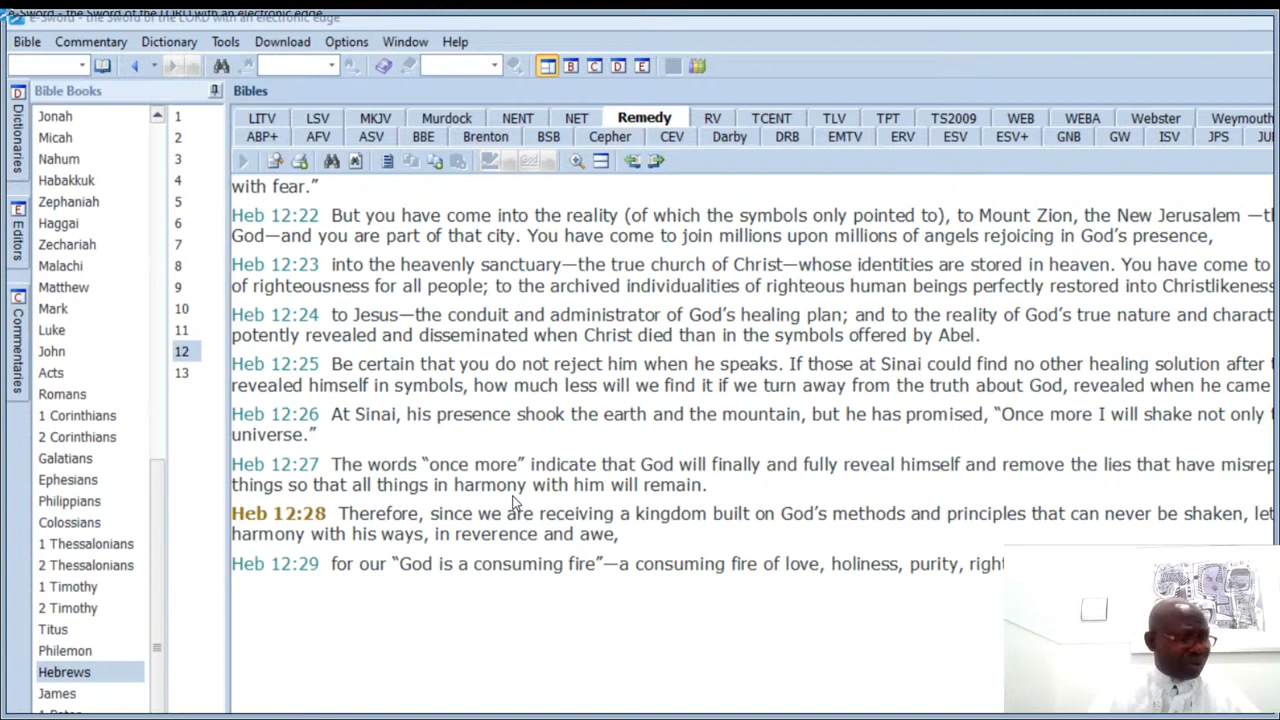 e-Sword - the Sword of the LORD with an electronic edge
Bible Commentary Dictionary Tools Download Options Window Help
B C D E
Bible Books
Bibles
D Dictionaries
E Editors
C Commentaries
Jonah 1
Micah 2
Nahum 3
Habakkuk 4
Zephaniah 5
Haggai 6
Zechariah 7
Malachi 8
Matthew 9
Mark 10
Luke 11
John 12
Acts 13
Romans
1 Corinthians
2 Corinthians
Galatians
Ephesians
Philippians
Colossians
1 Thessalonians
2 Thessalonians
1 Timothy
2 Timothy
Titus
Philemon
Hebrews
James
LITV LSV MKJV Murdock NENT NET Remedy RV TCENT TLV TPT TS2009 WEB WEBA Webster Weymouth
ABP+ AFV ASV BBE Brenton BSB Cepher CEV Darby DRB EMTV ERV ESV ESV+ GNB GW ISV JPS
with fear.”
Heb 12:22 But you have come into the reality (of which the symbols only pointed to), to Mount Zion, the New Jerusalem —
God—and you are part of that city. You have come to join millions upon millions of angels rejoicing in God’s presence,
Heb 12:23 into the heavenly sanctuary—the true church of Christ—whose identities are stored in heaven. You have come to
of righteousness for all people; to the archived individualities of righteous human beings perfectly restored into Christlikeness
Heb 12:24 to Jesus—the conduit and administrator of God’s healing plan; and to the reality of God’s true nature and
potently revealed and disseminated when Christ died than in the symbols offered by Abel.
Heb 12:25 Be certain that you do not reject him when he speaks. If those at Sinai could find no other healing solution after
revealed himself in symbols, how much less will we find it if we turn away from the truth about God, revealed when he came
Heb 12:26 At Sinai, his presence shook the earth and the mountain, but he has promised, “Once more I will shake not only
universe.”
Heb 12:27 The words “once more” indicate that God will finally and fully reveal himself and remove the lies that have
things so that all things in harmony with him will remain.
Heb 12:28 Therefore, since we are receiving a kingdom built on God’s methods and principles that can never be shaken, let
harmony with his ways, in reverence and awe,
Heb 12:29 for our “God is a consuming fire”—a consuming fire of love, holiness, purity,